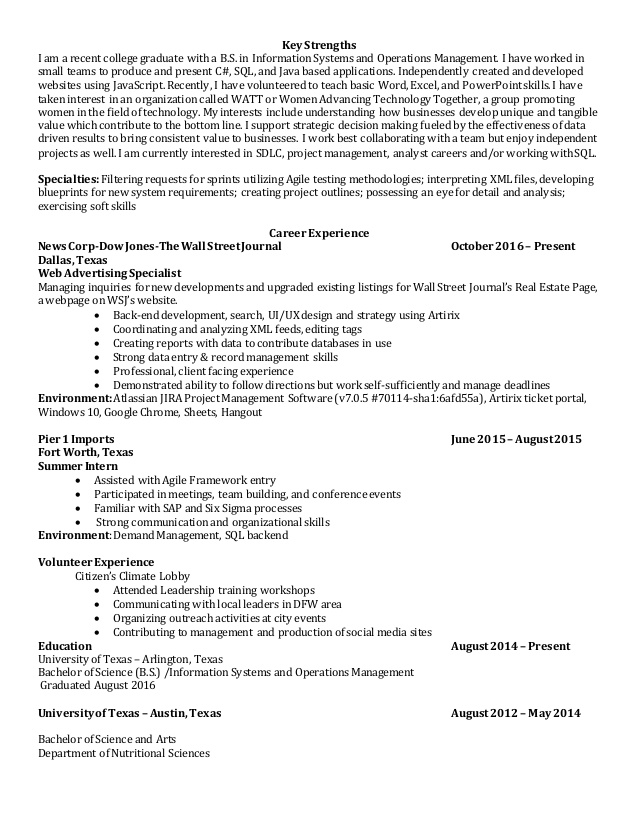 Key Strengths
I am a recent college graduate with a B.S. in Information Systems and Operations Management. I have worked in
small teams to produce and present C#, SQL, and Java based applications. Independently created and developed
websites using JavaScript. Recently, I have volunteered to teach basic Word, Excel, and PowerPoint skills. I have
taken interest in an organization called WATT or Women Advancing Technology Together, a group promoting
women in the field of technology. My interests include understanding how businesses develop unique and tangible
value which contribute to the bottom line. I support strategic decision making fueled by the effectiveness of data
driven results to bring consistent value to businesses. I work best collaborating with a team but enjoy independent
projects as well. I am currently interested in SDLC, project management, analyst careers and/or working with SQL.
Specialties: Filtering requests for sprints utilizing Agile testing methodologies; interpreting XML files, developing
blueprints for new system requirements; creating project outlines; possessing an eye for detail and analysis;
exercising soft skills
Career Experience
News Corp-Dow Jones-The Wall Street Journal October 2016 – Present
Dallas, Texas
Web Advertising Specialist
Managing inquiries for new developments and upgraded existing listings for Wall Street Journal's Real Estate Page,
a webpage on WSJ's website.
• Back-end development, search, UI/UX design and strategy using Artirix
• Coordinating and analyzing XML feeds, editing tags
• Creating reports with data to contribute databases in use
• Strong data entry & record management skills
• Professional, client facing experience
• Demonstrated ability to follow directions but work self-sufficiently and manage deadlines
Environment: Atlassian JIRA Project Management Software (v7.0.5 #70114-sha1:6afd55a), Artirix ticket portal,
Windows 10, Google Chrome, Sheets, Hangout
Pier 1 Imports June 2015 – August 2015
Fort Worth, Texas
Summer Intern
• Assisted with Agile Framework entry
• Participated in meetings, team building, and conference events
• Familiar with SAP and Six Sigma processes
• Strong communication and organizational skills
Environment: Demand Management, SQL backend
Volunteer Experience
Citizen's Climate Lobby
• Attended Leadership training workshops
• Communicating with local leaders in DFW area
• Organizing outreach activities at city events
• Contributing to management and production of social media sites
Education August 2014 – Present
University of Texas – Arlington, Texas
Bachelor of Science (B.S.) /Information Systems and Operations Management
Graduated August 2016
University of Texas – Austin, Texas August 2012 – May 2014
Bachelor of Science and Arts
Department of Nutritional Sciences